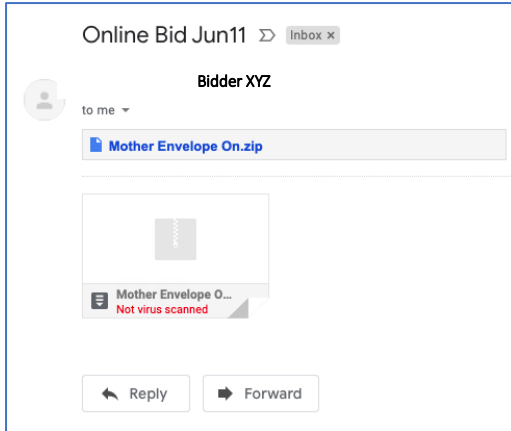 Online Bid Jun11 Inbox ×
Bidder XYZ
to me
Mother Envelope On.zip
Mother Envelope O...
Not virus scanned
Reply Forward